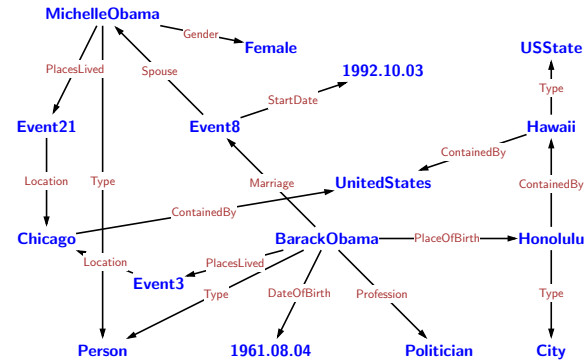 MichelleObama
Gender
Female
USState
PlacesLived
Spouse
1992.10.03
Type
StartDate
Event21
Event8
Hawaii
ContainedBy
Location
Type
Marriage
UnitedStates
ContainedBy
ContainedBy
Chicago
BarackObama
PlaceOfBirth
Honolulu
Location
Event3
PlacesLived
Type
DateOfBirth
Profession
Type
Person
1961.08.04
Politician
City